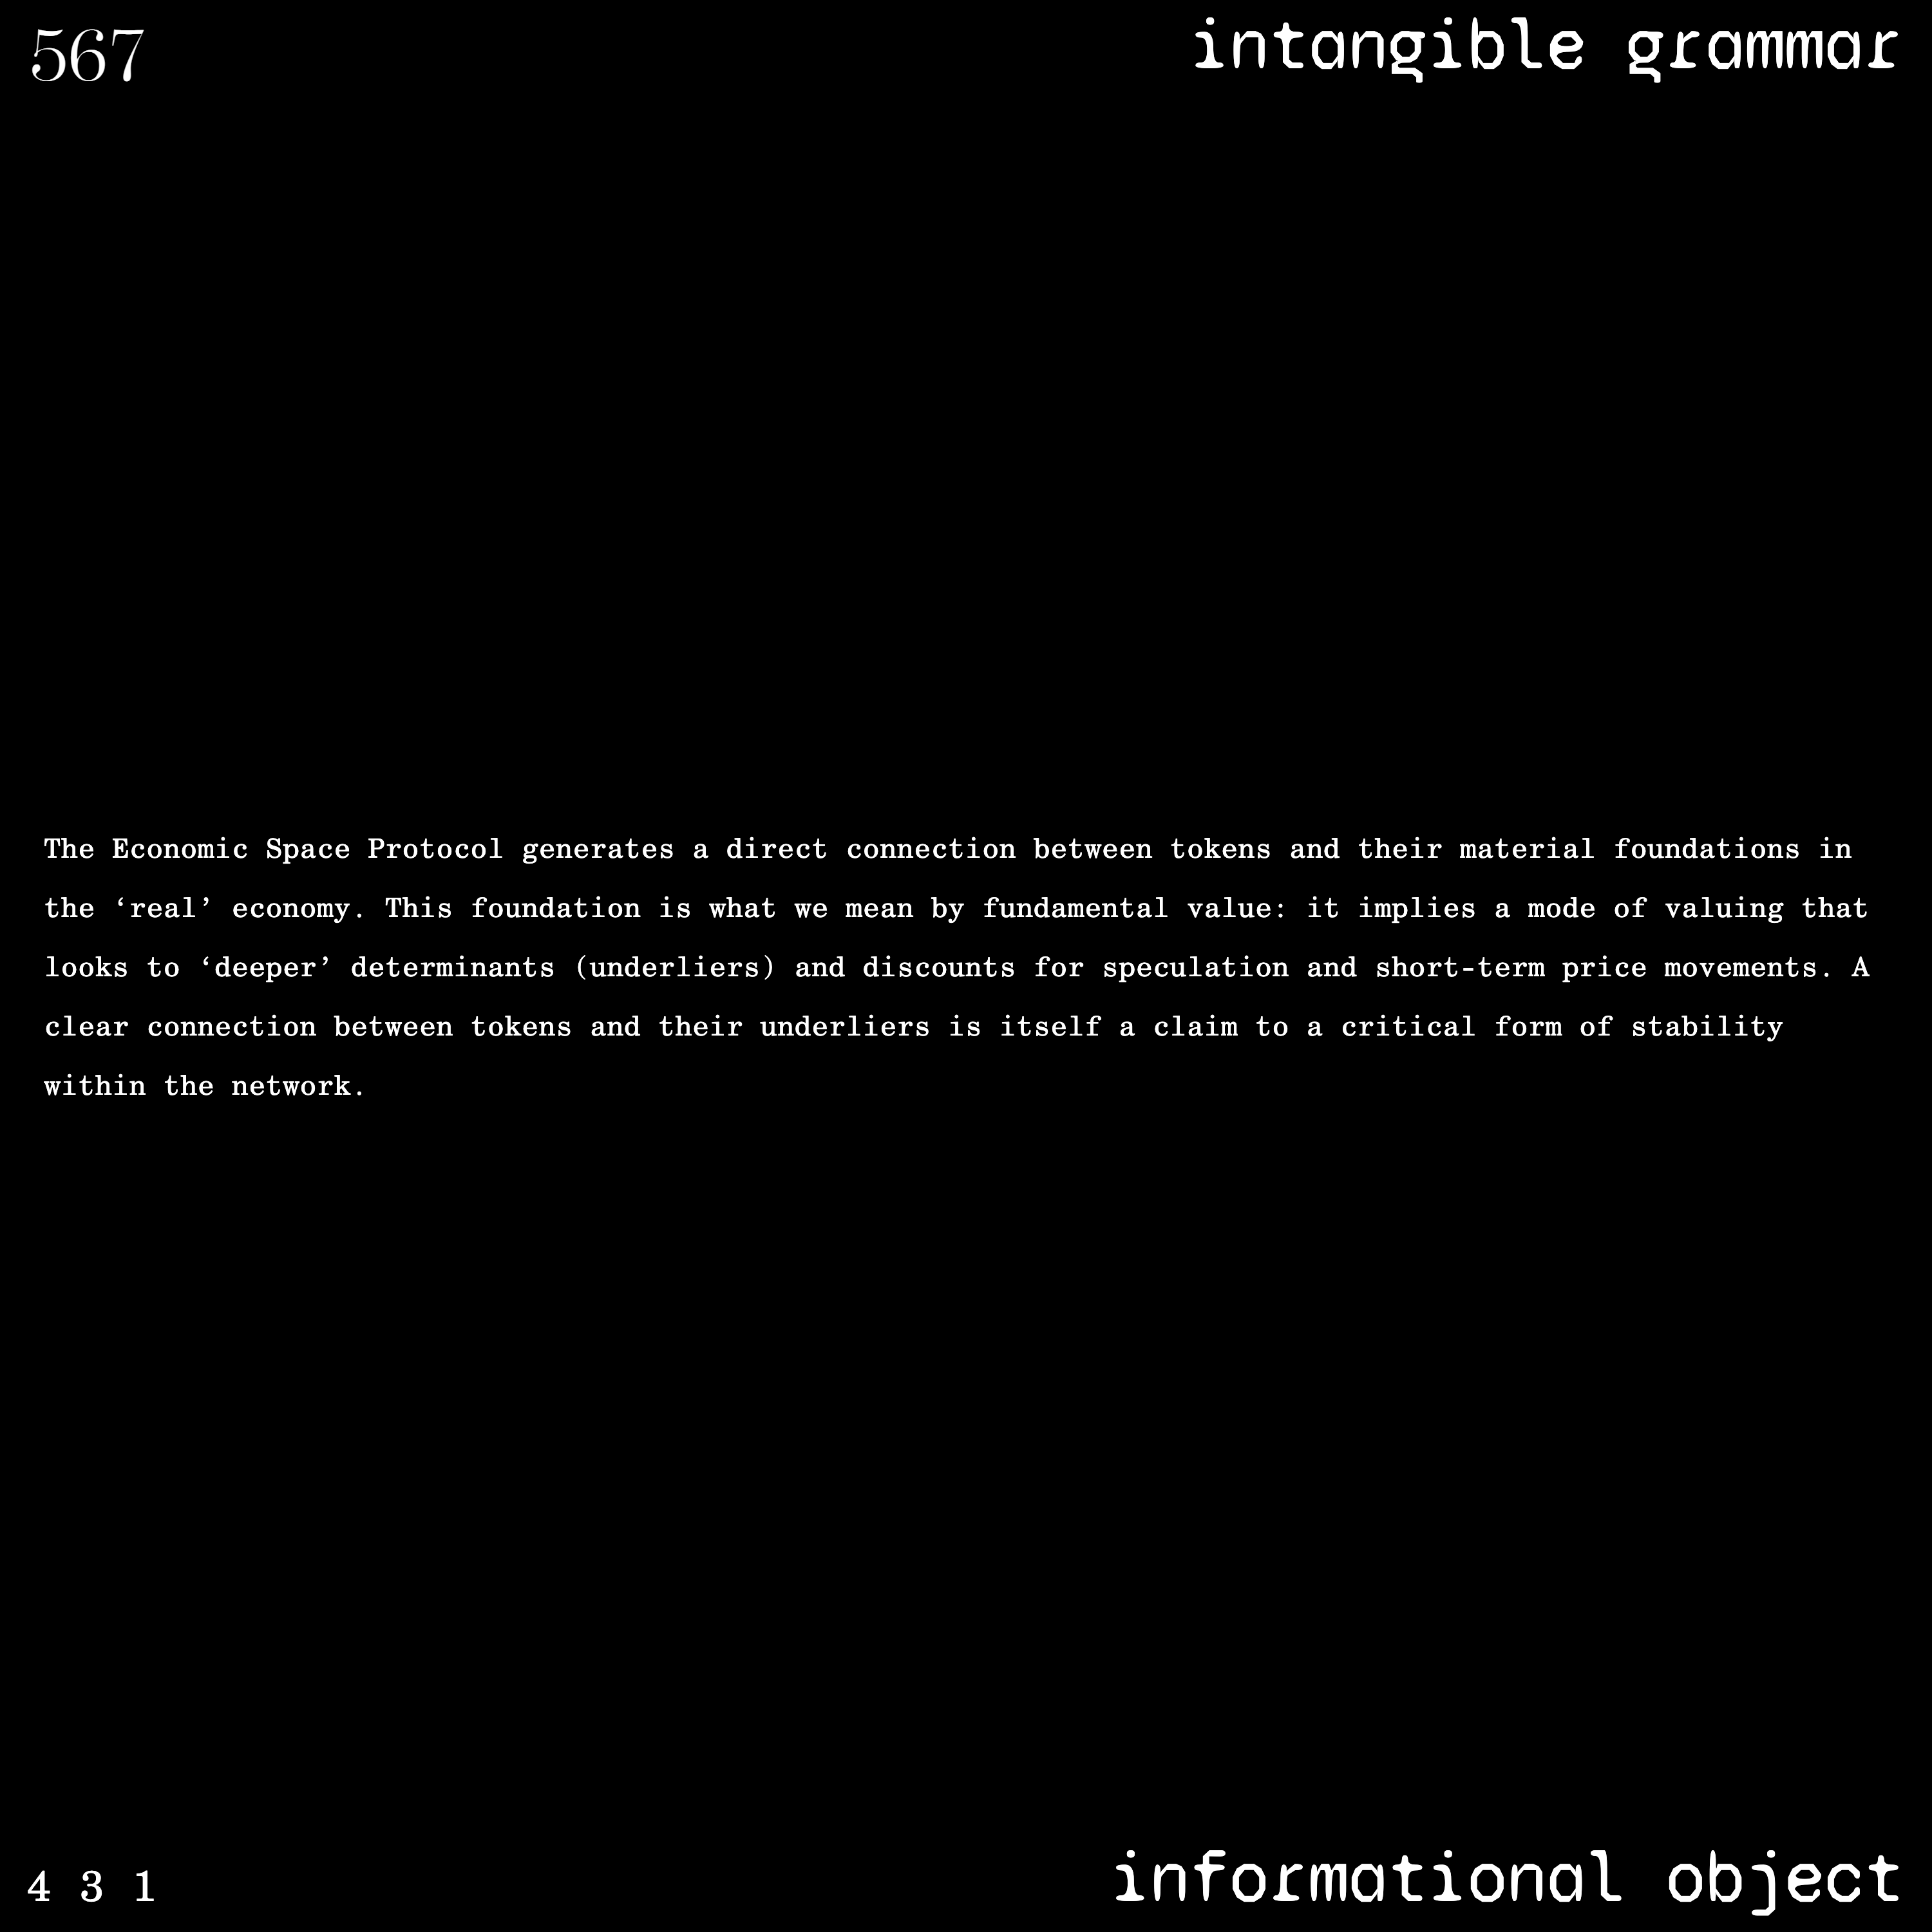 567
intangible grammar
The Economic Space Protocol generates a direct connection between tokens and their material foundations in
the ‘real’ economy. This foundation is what we mean by fundamental value: it implies a mode of valuing that
looks to ‘deeper’ determinants (underliers) and discounts for speculation and short-term price movements. A
clear connection between tokens and their underliers is itself a claim to a critical form of stability
within the network.
4 3 1
informational object